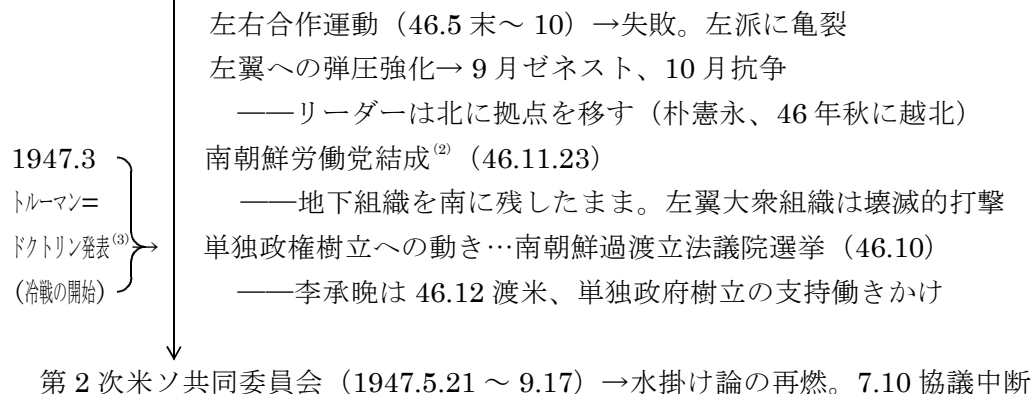 左右合作運動（46.5 末～ 10）→失敗。左派に亀裂
左翼への弾圧強化→ 9 月ゼネスト、10 月抗争
――リーダーは北に拠点を移す（朴憲永、46 年秋に越北）
1947.3
南朝鮮労働党結成(2)（46.11.23）
トルーマン＝
――地下組織を南に残したまま。左翼大衆組織は壊滅的打撃
ドクトリン発表(3)
単独政権樹立への動き…南朝鮮過渡立法議院選挙（46.10）
(冷戦の開始)
――李承晩は 46.12 渡米、単独政府樹立の支持働きかけ
第 2 次米ソ共同委員会（1947.5.21 ～ 9.17）→水掛け論の再燃。7.10 協議中断